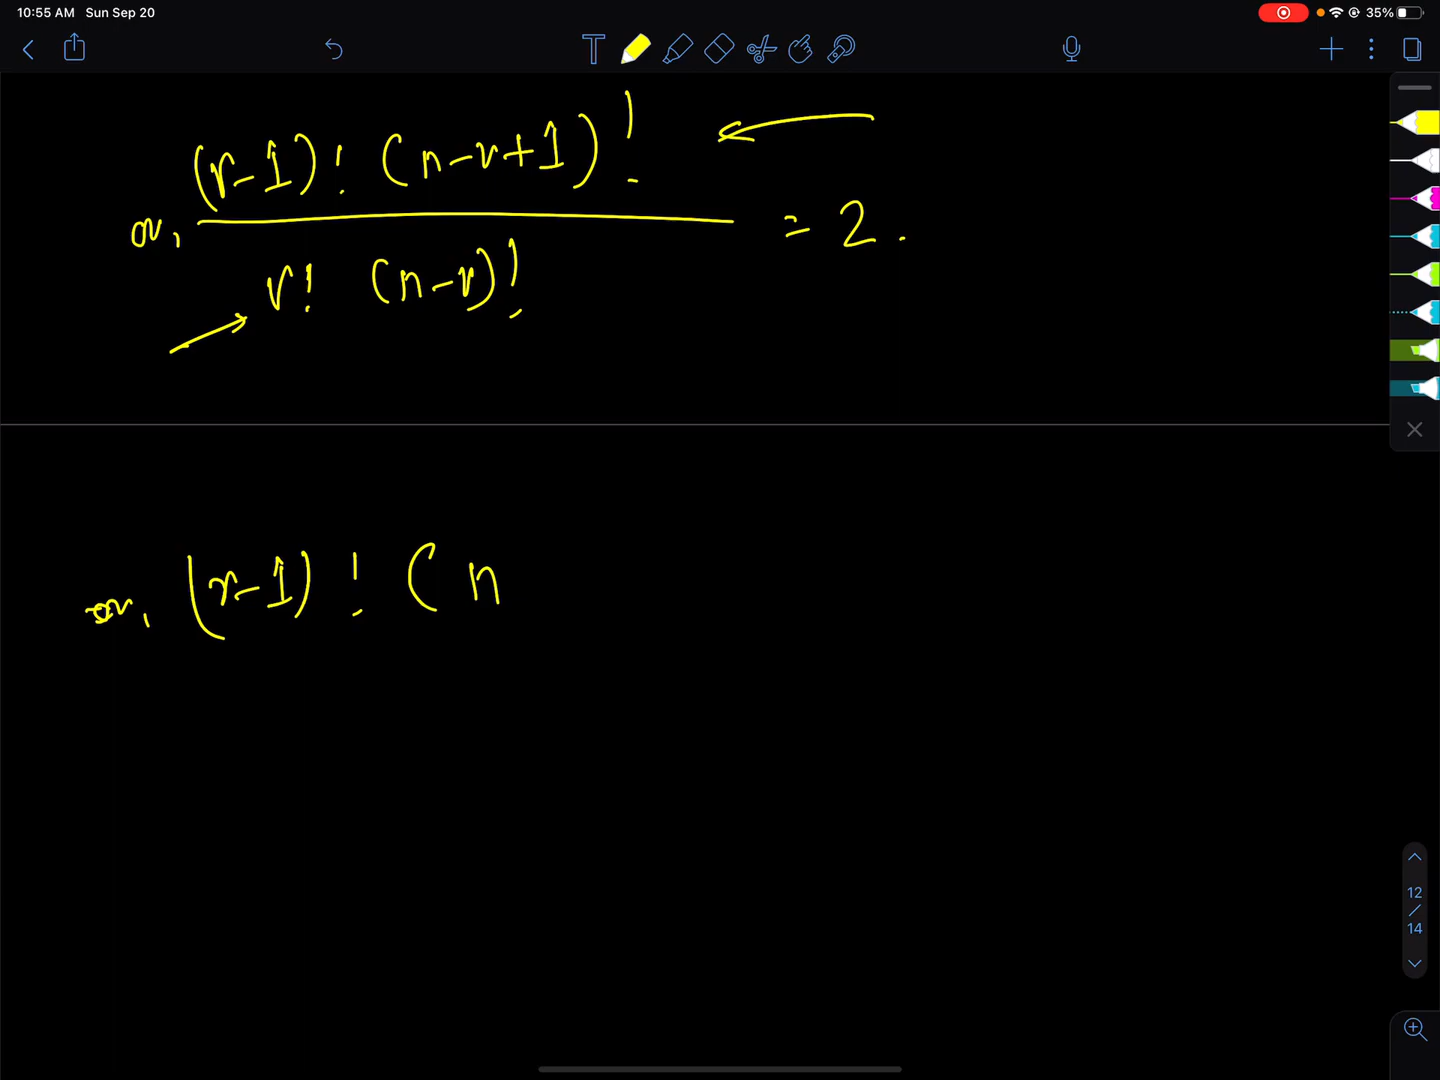 10:55 AM Sun Sep 20
35%
(r-1)! (n-r+1)!
or, = 2.
r! (n-r)!
or, (r-1)! (n
12
/
14